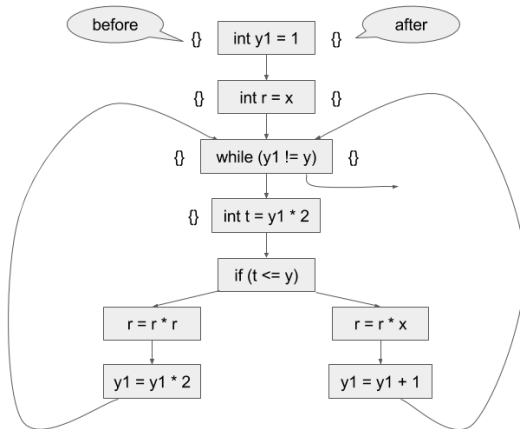 before
after
{} int y1 = 1 {}
{} int r = x {}
{} while (y1 != y) {}
{} int t = y1 * 2
if (t <= y)
r = r * r
r = r * x
y1 = y1 * 2
y1 = y1 + 1